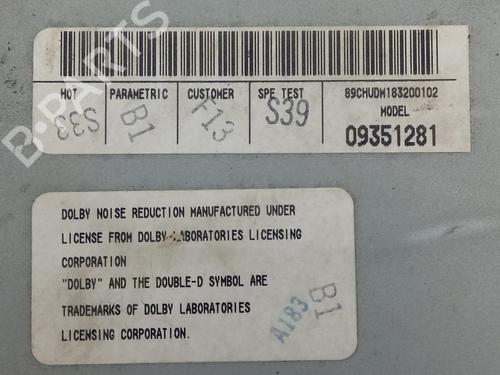 HOT PARAMETRIC CUSTOMER SPE TEST 89CHUDM183200102
MODEL
S33 B1 F13 S39 09351281
B-PARTS
DOLBY NOISE REDUCTION MANUFACTURED UNDER
LICENSE FROM DOLBY LABORATORIES LICENSING
CORPORATION
"DOLBY" AND THE DOUBLE-D SYMBOL ARE
TRADEMARKS OF DOLBY LABORATORIES
LICENSING CORPORATION.
A183
B1